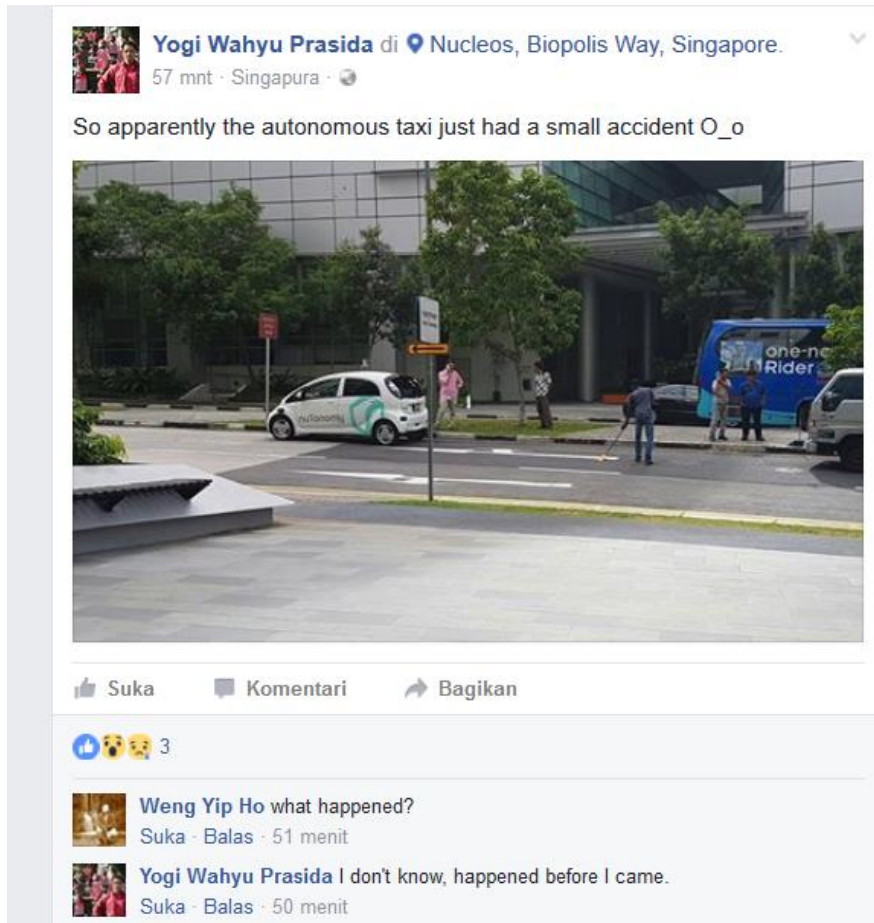 Yogi Wahyu Prasida di Nucleos, Biopolis Way, Singapore.
57 mnt · Singapura ·
So apparently the autonomous taxi just had a small accident O_o
nuTonomy
one-no
Rider
Suka Komentari Bagikan
3
Weng Yip Ho what happened?
Suka · Balas · 51 menit
Yogi Wahyu Prasida I don't know, happened before I came.
Suka · Balas · 50 menit